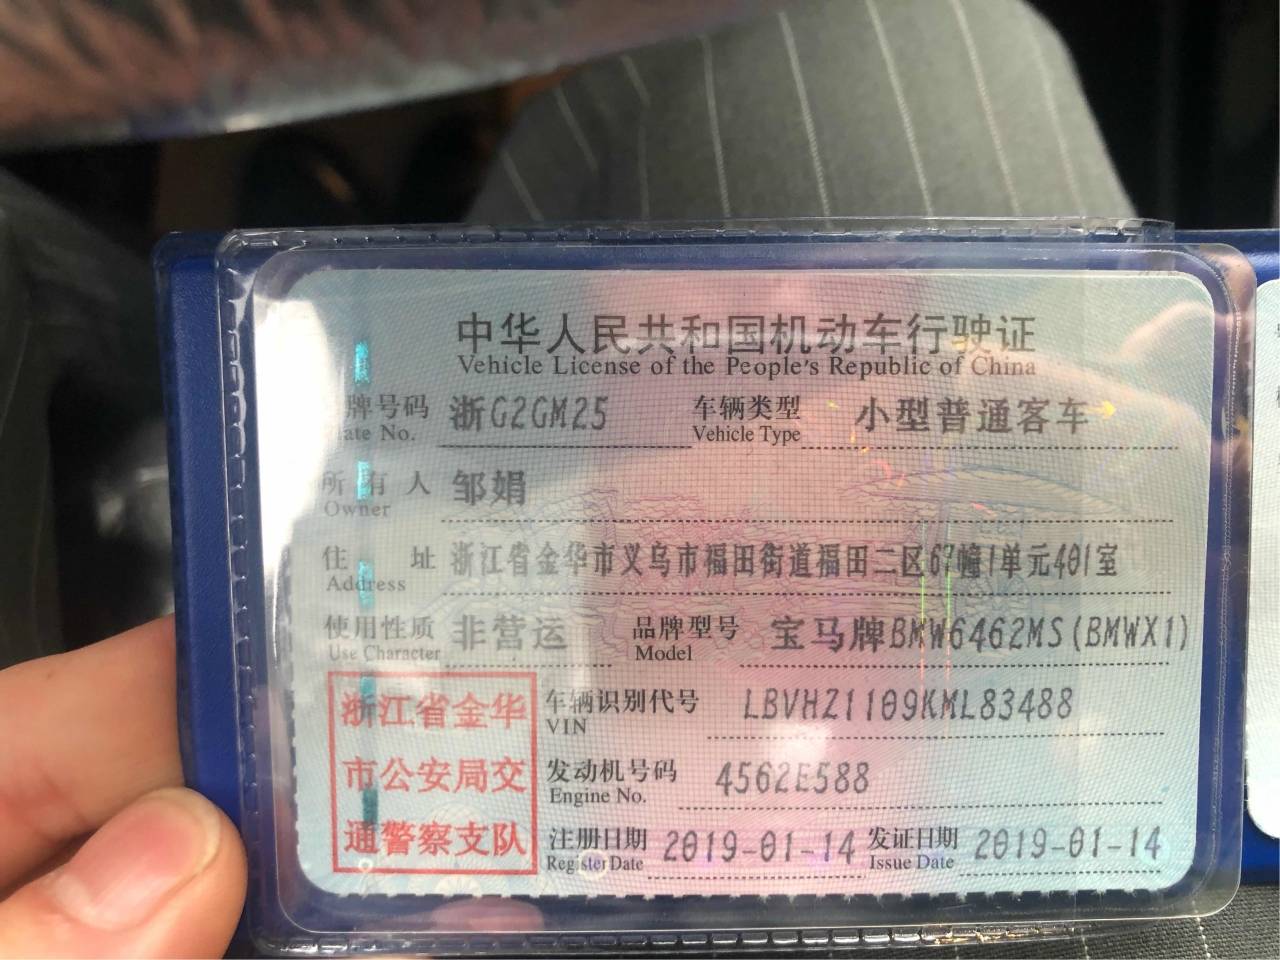 中华人民共和国机动车行驶证
Vehicle License of the People's Republic of China
牌号码 浙G2GM25 车辆类型 小型普通客车
ate No. Vehicle Type
所有人 邹娟
Owner
住址 浙江省金华市义乌市福田街道福田二区67幢1单元401室
Address
使用性质 非营运 品牌型号 宝马牌BMW6462MS(BMWX1)
Use Character Model
浙江省金华
市公安局交
通警察支队
车辆识别代号 LBVHZ1109KML83488
VIN
发动机号码 4562E588
Engine No.
注册日期 2019-01-14 发证日期 2019-01-14
Register Date Issue Date